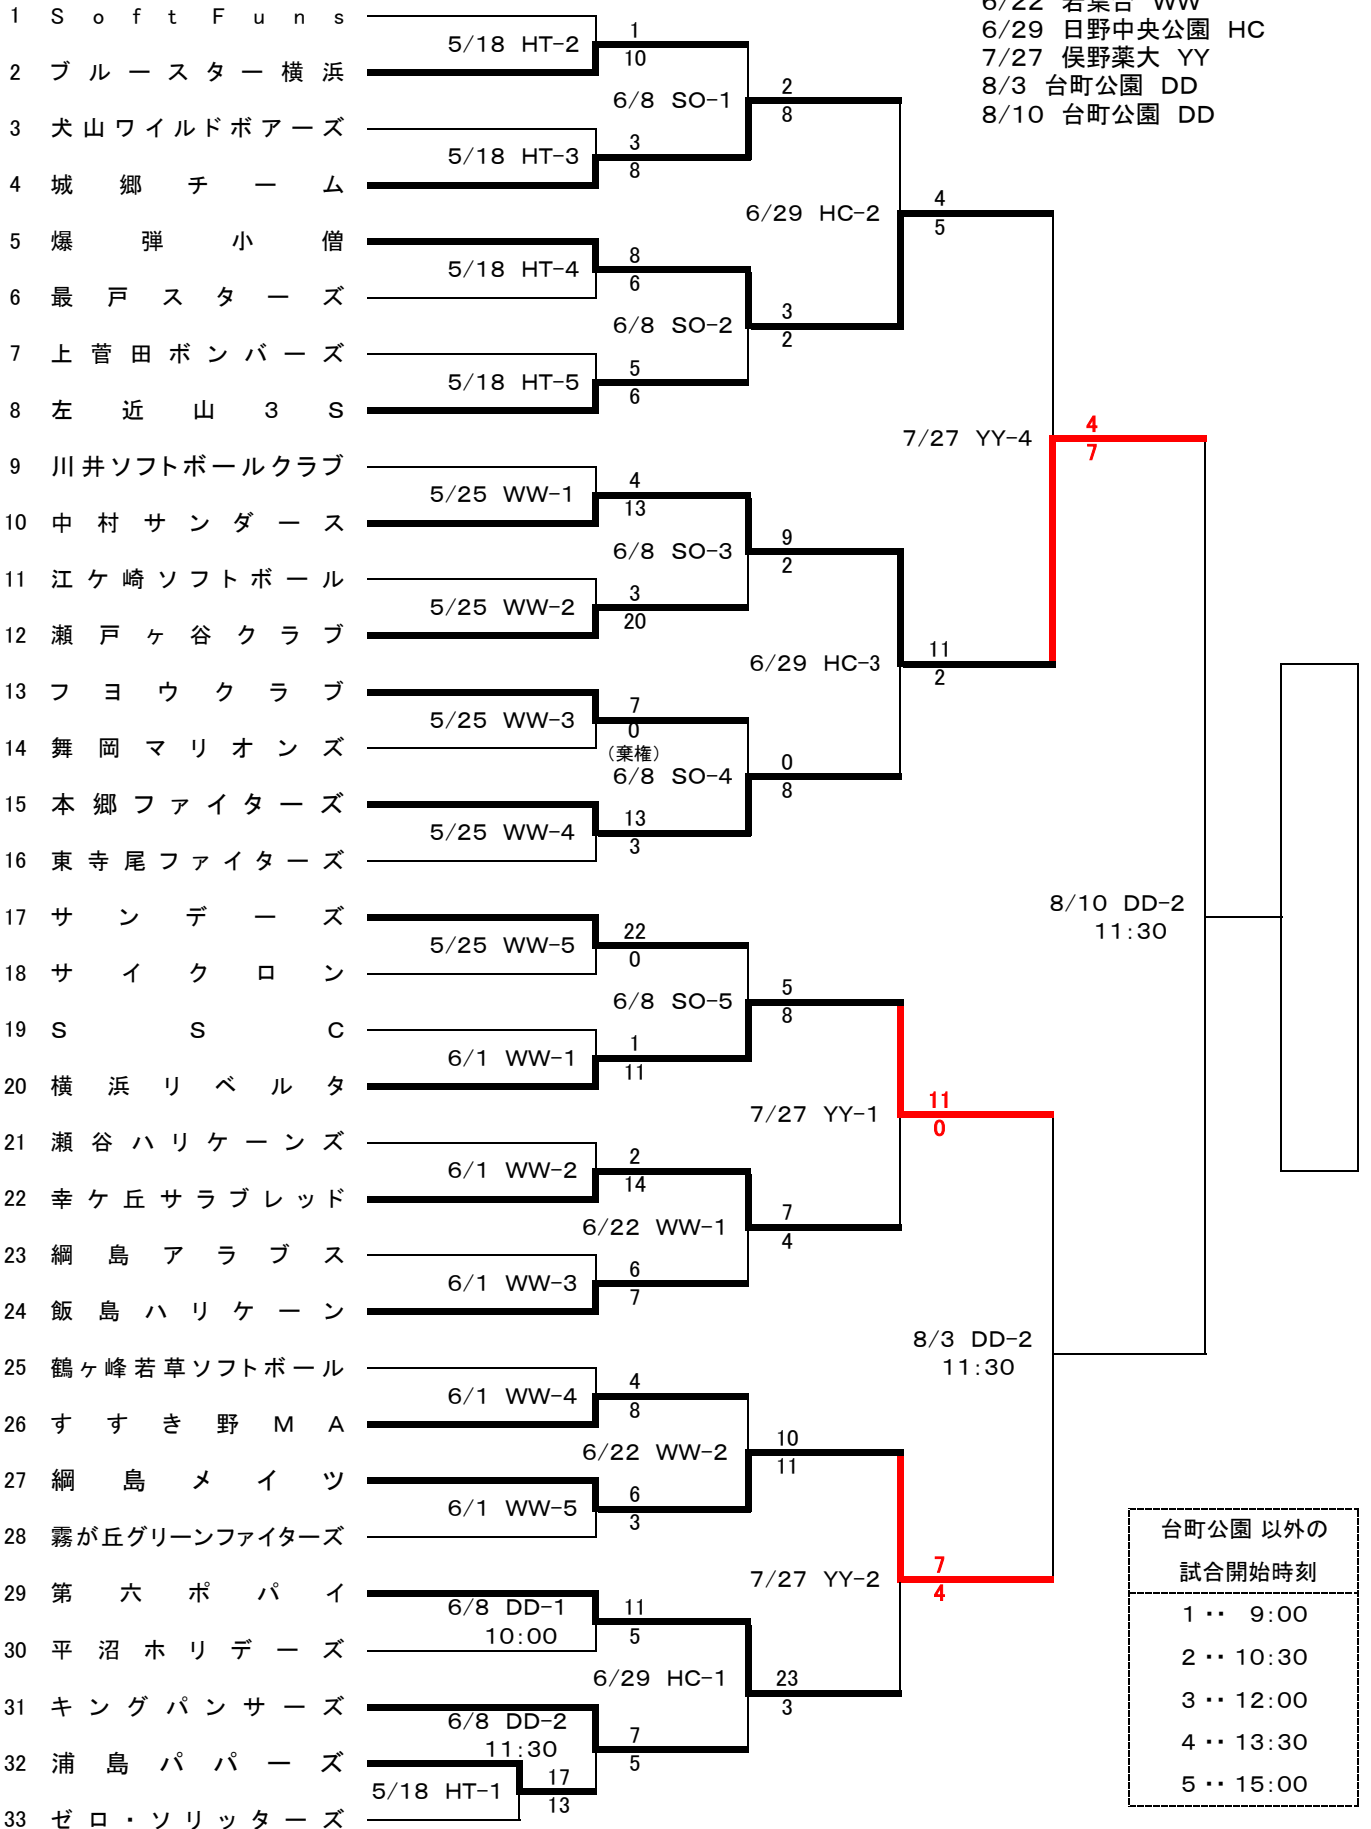 6/22 若葉台 WW
6/29 日野中央公園 HC
7/27 俣野薬大 YY
8/3 台町公園 DD
8/10 台町公園 DD
1 Soft Funs
5/18 HT-2
1
10
2 ブルースター横浜
6/8 SO-1
2
8
3 犬山ワイルドボアーズ
5/18 HT-3
3
8
4 城郷チーム
6/29 HC-2
4
5
5 爆弾小僧
5/18 HT-4
8
6
6 最戸スターズ
6/8 SO-2
3
2
7 上菅田ボンバーズ
5/18 HT-5
5
6
8 左近山3S
7/27 YY-4
4
7
9 川井ソフトボールクラブ
5/25 WW-1
4
13
10 中村サンダース
6/8 SO-3
9
2
11 江ケ崎ソフトボール
5/25 WW-2
3
20
12 瀬戸ヶ谷クラブ
6/29 HC-3
11
2
13 フヨウクラブ
5/25 WW-3
7
0
(棄権)
14 舞岡マリオンズ
6/8 SO-4
0
8
15 本郷ファイターズ
5/25 WW-4
13
3
16 東寺尾ファイターズ
8/10 DD-2
11:30
17 サンデーズ
5/25 WW-5
22
0
18 サイクロン
6/8 SO-5
5
8
19 SSC
6/1 WW-1
1
11
20 横浜リベルタ
7/27 YY-1
11
0
21 瀬谷ハリケーンズ
6/1 WW-2
2
14
22 幸ケ丘サラブレッド
6/22 WW-1
7
4
23 綱島アラブス
6/1 WW-3
6
7
24 飯島ハリケーン
8/3 DD-2
11:30
25 鶴ヶ峰若草ソフトボール
6/1 WW-4
4
8
26 すすき野MA
6/22 WW-2
10
11
27 綱島メイツ
6/1 WW-5
6
3
28 霧が丘グリーンファイターズ
7/27 YY-2
7
4
29 第六ポパイ
6/8 DD-1
10:00
11
5
30 平沼ホリデーズ
6/29 HC-1
23
3
31 キングパンサーズ
6/8 DD-2
11:30
7
5
32 浦島パパーズ
5/18 HT-1
17
13
33 ゼロ・ソリッターズ
台町公園 以外の
試合開始時刻
1 ‥ 9:00
2 ‥ 10:30
3 ‥ 12:00
4 ‥ 13:30
5 ‥ 15:00